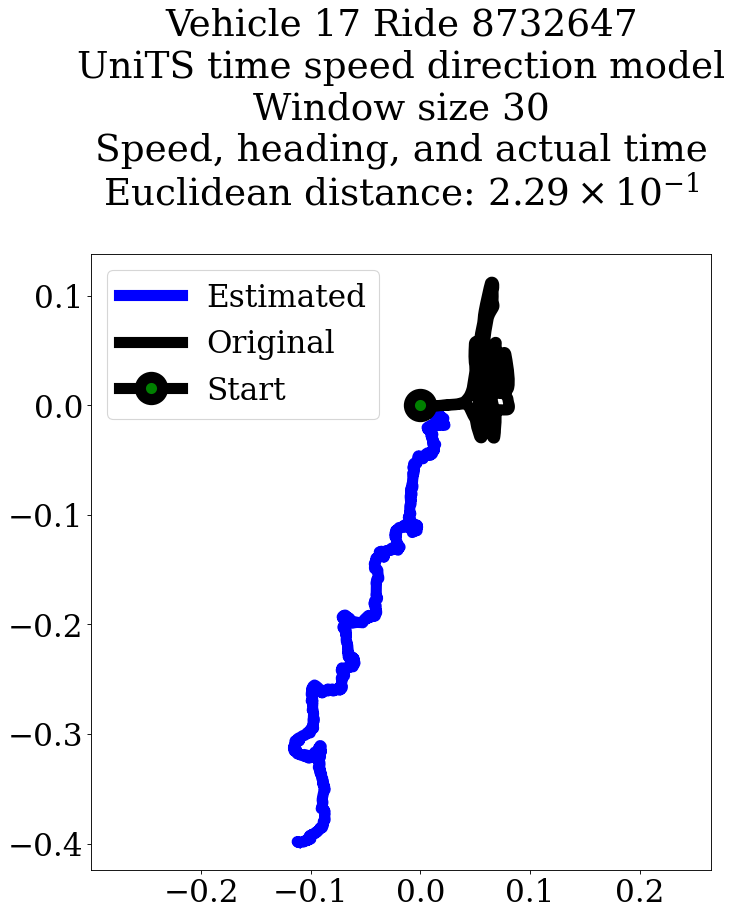 Vehicle 17 Ride 8732647
UniTS time speed direction model
Window size 30
Speed, heading, and actual time
Euclidean distance: 2.29 × 10⁻¹
Estimated
Original
Start
0.1
0.0
−0.1
−0.2
−0.3
−0.4
−0.2 −0.1 0.0 0.1 0.2